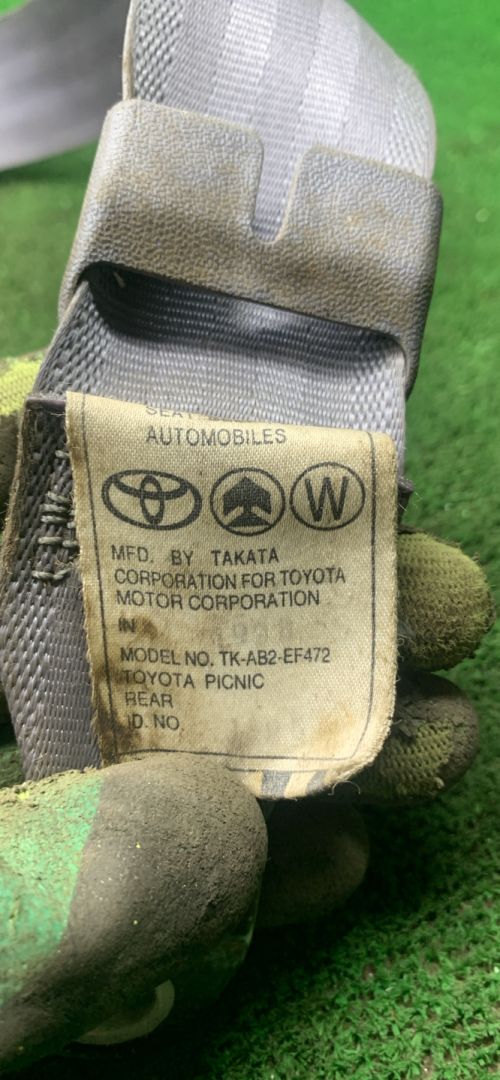 SEAT
AUTOMOBILES
W
MFD. BY TAKATA
CORPORATION FOR TOYOTA
MOTOR CORPORATION
IN
MODEL NO. TK-AB2-EF472
TOYOTA PICNIC
REAR
ID. NO.